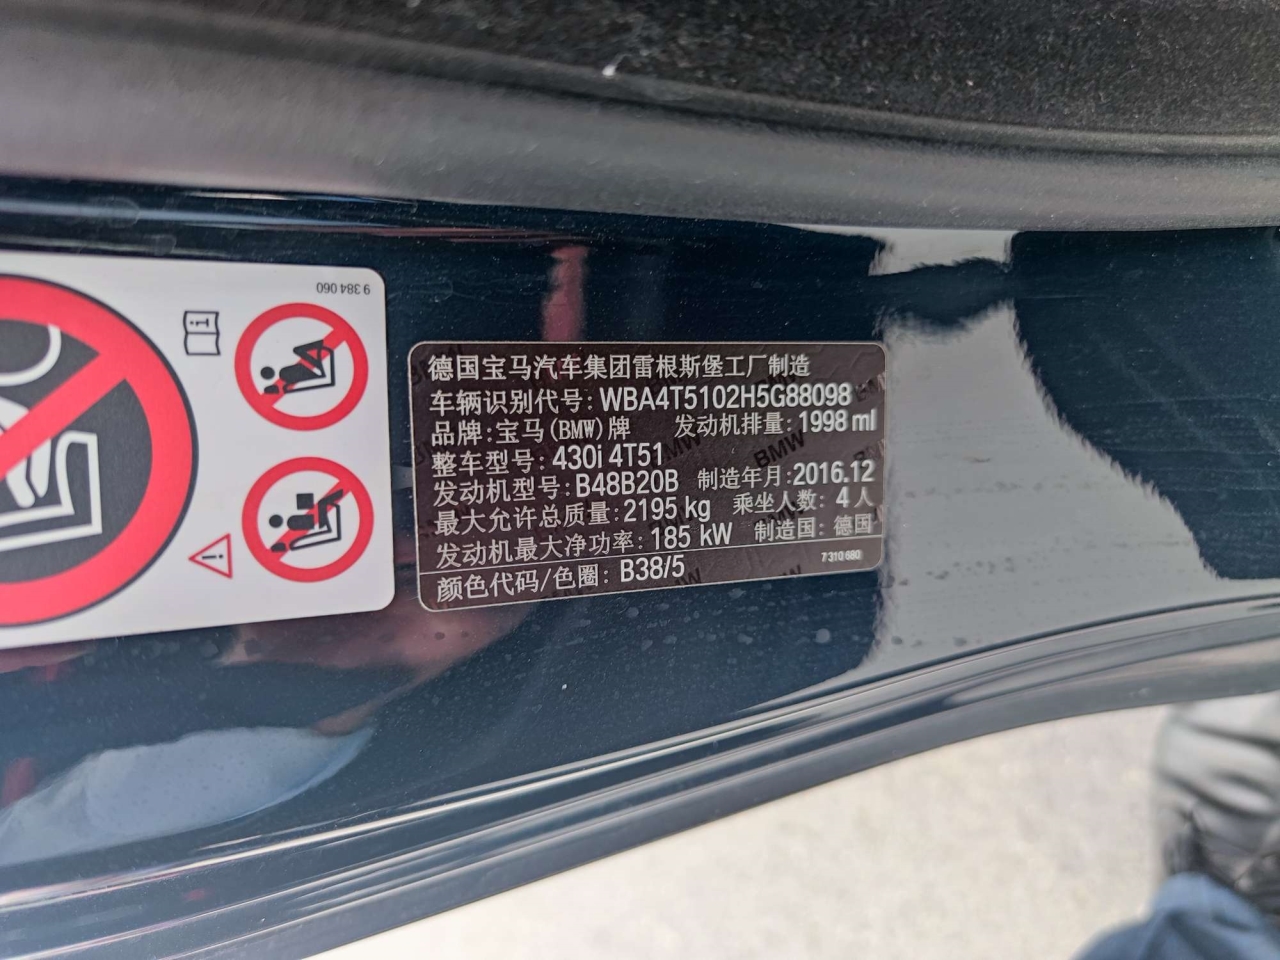 9 384 060
德国宝马汽车集团雷根斯堡工厂制造
车辆识别代号: WBA4T5102H5G88098
品牌: 宝马(BMW)牌 发动机排量: 1998 ml
整车型号: 430i 4T51
发动机型号: B48B20B 制造年月: 2016.12
最大允许总质量: 2195 kg 乘坐人数: 4 人
发动机最大净功率: 185 kW 制造国: 德国
颜色代码/色圈: B38/5 7 310 680